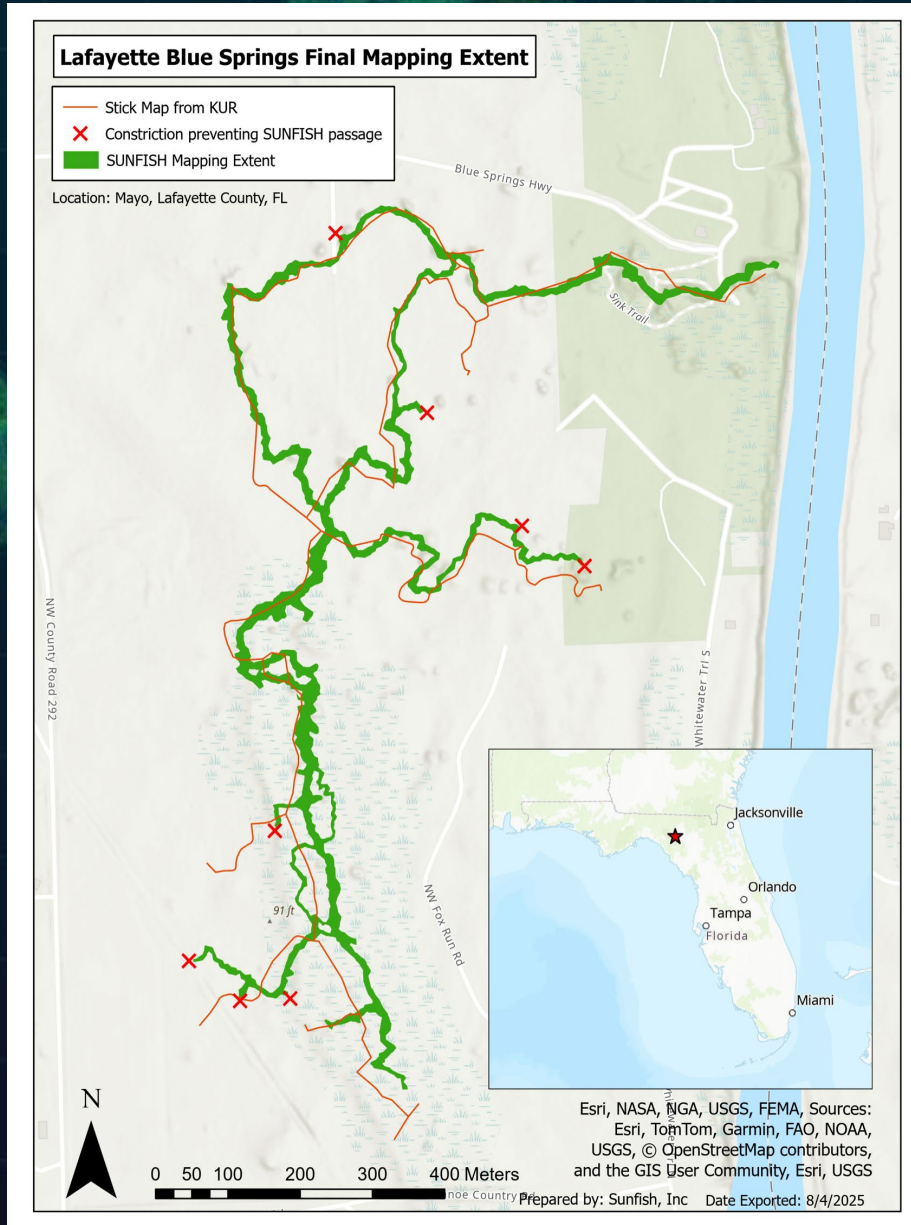 Lafayette Blue Springs Final Mapping Extent
Stick Map from KUR
Constriction preventing SUNFISH passage
SUNFISH Mapping Extent
Location: Mayo, Lafayette County, FL
Blue Springs Hwy
Sink Trail
NW County Road 292
Whitewater Trl S
NW Fox Run Rd
91 ft
Jacksonville
Orlando
Tampa
Florida
Miami
N
0 50 100 200 300 400 Meters
Esri, NASA, NGA, USGS, FEMA, Sources:
Esri, TomTom, Garmin, FAO, NOAA,
USGS, © OpenStreetMap contributors,
and the GIS User Community, Esri, USGS
Prepared by: Sunfish, Inc Date Exported: 8/4/2025